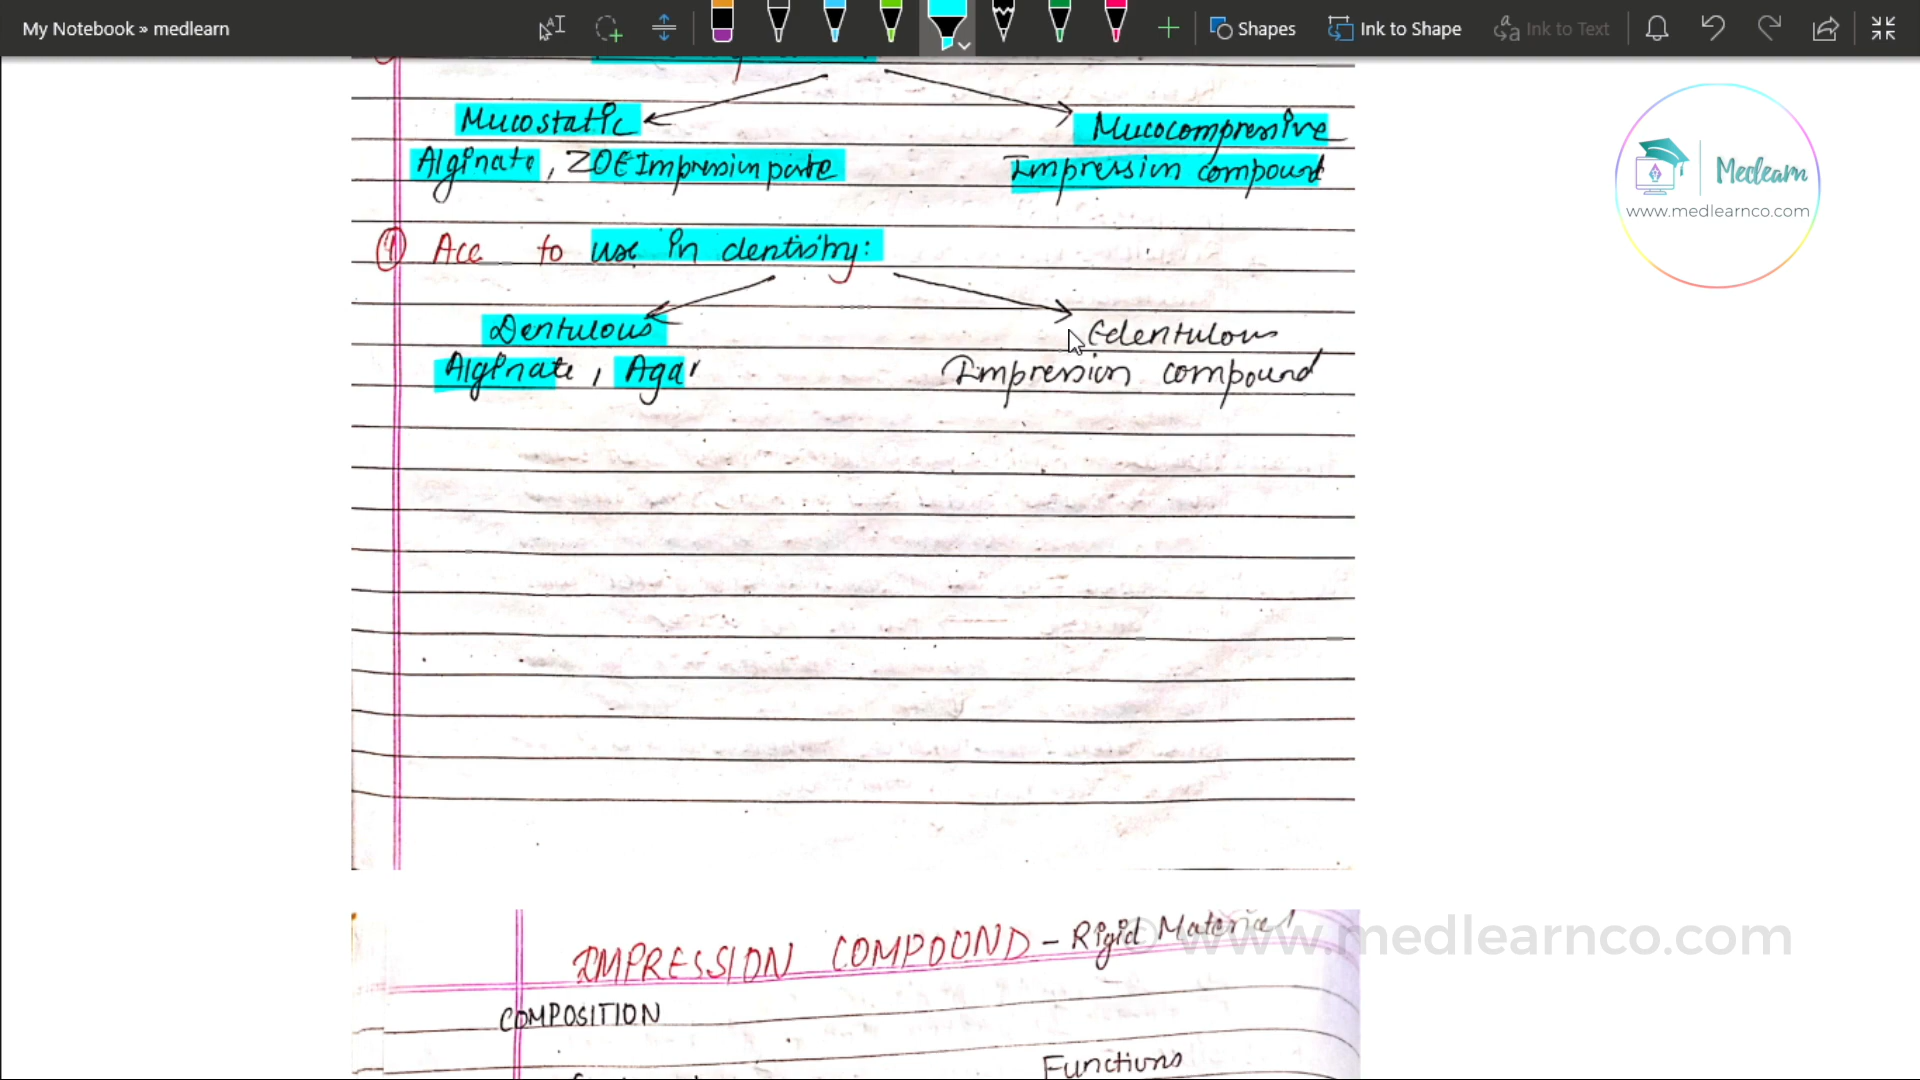 My Notebook » medlearn
Shapes
Ink to Shape
Ink to Text
Mucostatic
Mucocompressive
Alginate, ZOE Impression paste
Impression compound
Medlearn
www.medlearnco.com
Acc to use in dentistry:
Dentulous
Edentulous
Alginate, Agar
Impression compound
IMPRESSION COMPOUND - Rigid Material
www.medlearnco.com
COMPOSITION
Functions